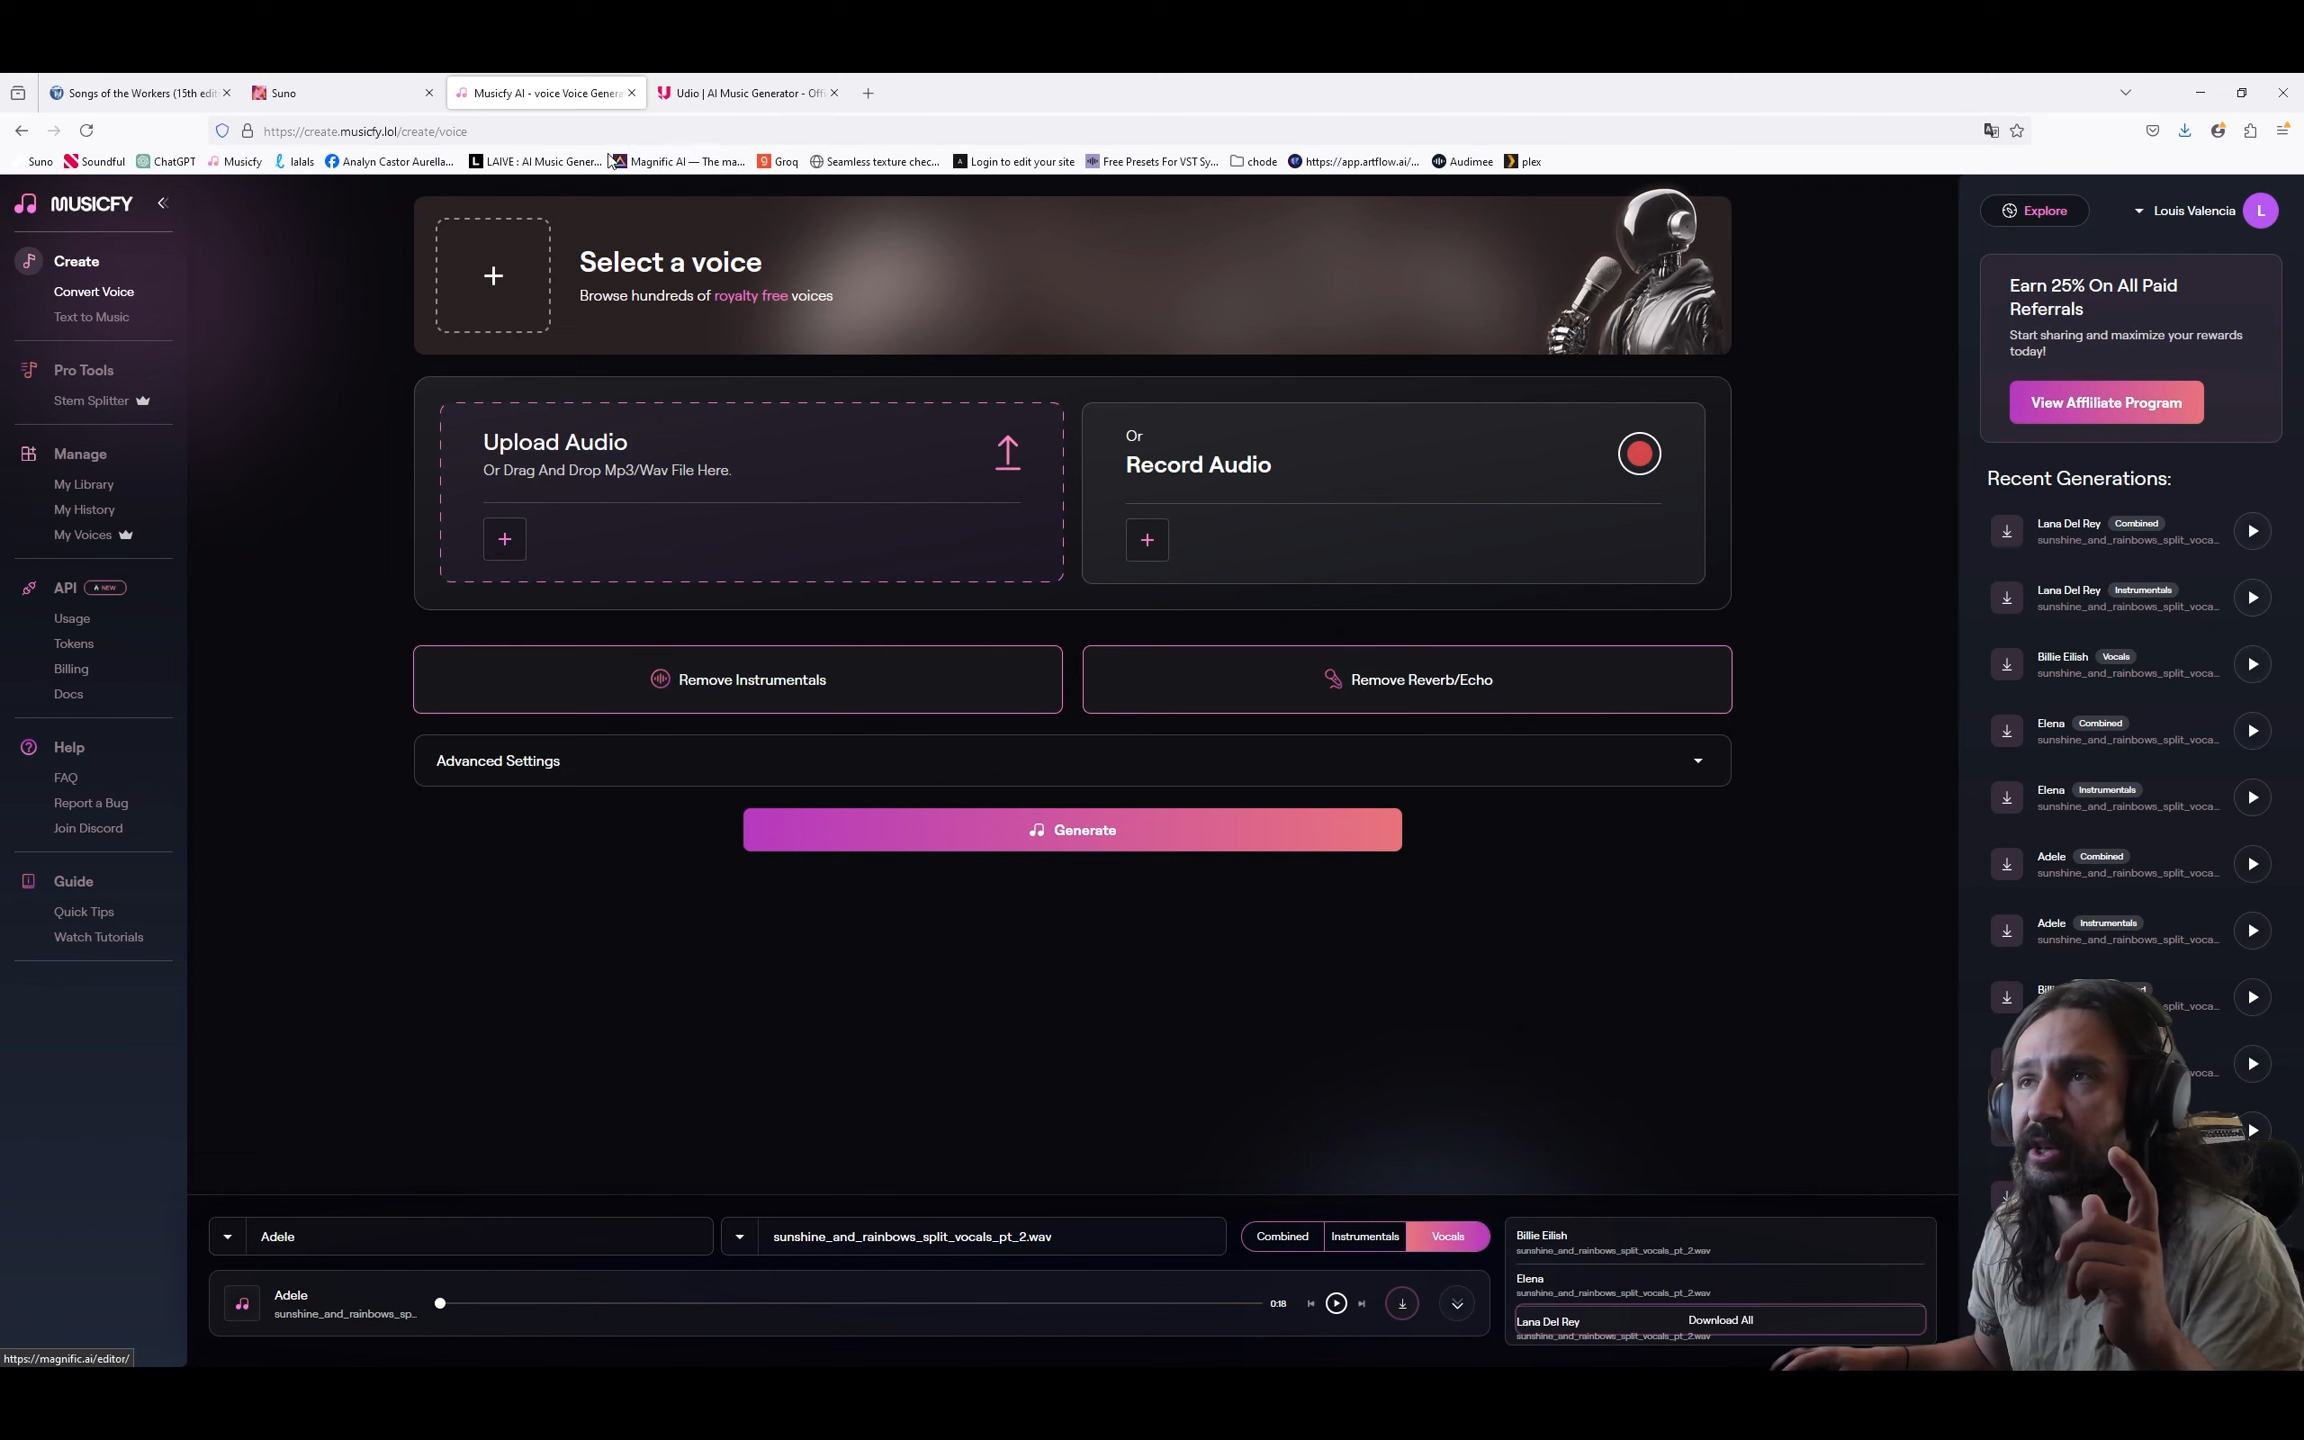 Songs of the Workers (15th edit
Suno
Musicfy AI - voice Voice Genera
Udio | AI Music Generator - Offi
https://create.musicfy.lol/create/voice
Suno
Soundful
ChatGPT
Musicfy
lalals
Analyn Castor Aurella...
LAIVE : AI Music Gener...
Magnific AI — The ma...
Groq
Seamless texture chec...
Login to edit your site
Free Presets For VST Sy...
chode
https://app.artflow.ai/...
Audimee
plex
MUSICFY
Create
Convert Voice
Text to Music
Pro Tools
Stem Splitter
Manage
My Library
My History
My Voices
API NEW
Usage
Tokens
Billing
Docs
Help
FAQ
Report a Bug
Join Discord
Guide
Quick Tips
Watch Tutorials
Select a voice
Browse hundreds of royalty free voices
Upload Audio
Or Drag And Drop Mp3/Wav File Here.
Or
Record Audio
Remove Instrumentals
Remove Reverb/Echo
Advanced Settings
Generate
Explore
Louis Valencia
L
Earn 25% On All Paid
Referrals
Start sharing and maximize your rewards
today!
View Affliliate Program
Recent Generations:
Lana Del Rey Combined
sunshine_and_rainbows_split_voca...
Lana Del Rey Instrumentals
sunshine_and_rainbows_split_voca...
Billie Eilish Vocals
sunshine_and_rainbows_split_voca...
Elena Combined
sunshine_and_rainbows_split_voca...
Elena Instrumentals
sunshine_and_rainbows_split_voca...
Adele Combined
sunshine_and_rainbows_split_voca...
Adele Instrumentals
sunshine_and_rainbows_split_voca...
split_voca...
voca...
Adele
sunshine_and_rainbows_split_vocals_pt_2.wav
Combined
Instrumentals
Vocals
Adele
sunshine_and_rainbows_sp...
0:18
Billie Eilish
sunshine_and_rainbows_split_vocals_pt_2.wav
Elena
sunshine_and_rainbows_split_vocals_pt_2.wav
Lana Del Rey
Download All
sunshine_and_rainbows_split_vocals_pt_2.wav
https://magnific.ai/editor/